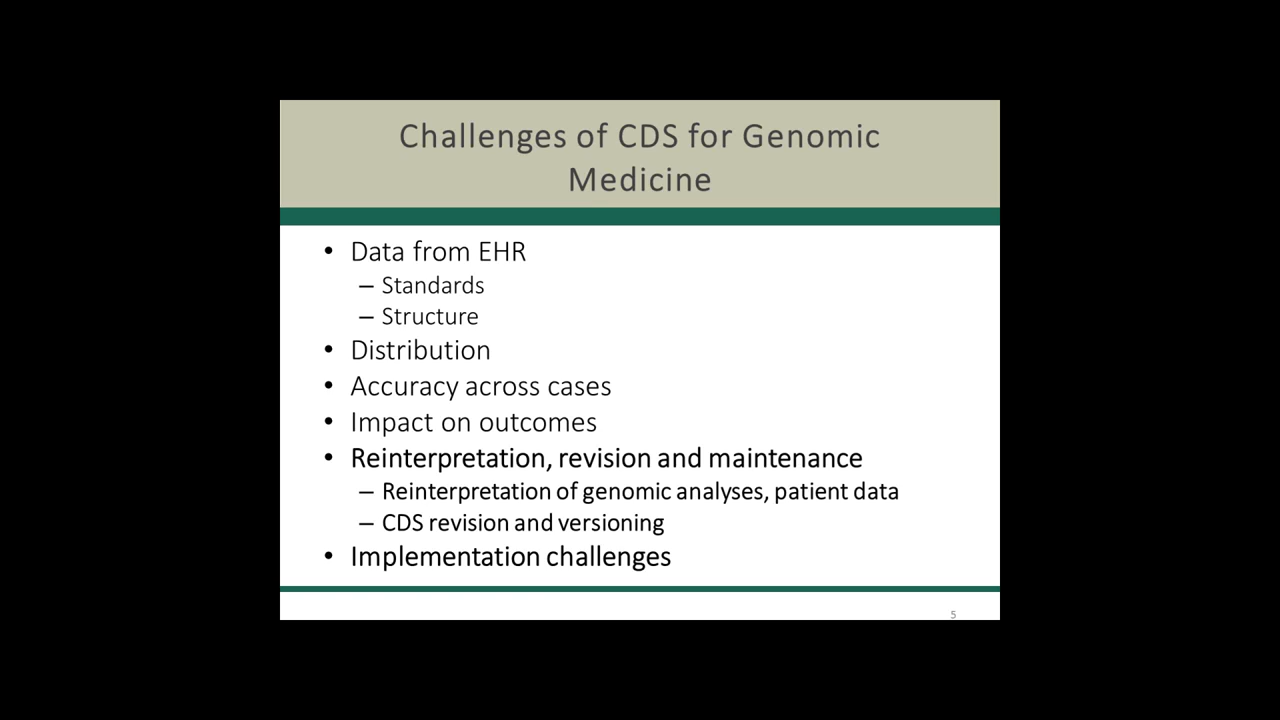 Challenges of CDS for Genomic
Medicine
• Data from EHR
– Standards
– Structure
• Distribution
• Accuracy across cases
• Impact on outcomes
• Reinterpretation, revision and maintenance
– Reinterpretation of genomic analyses, patient data
– CDS revision and versioning
• Implementation challenges
5